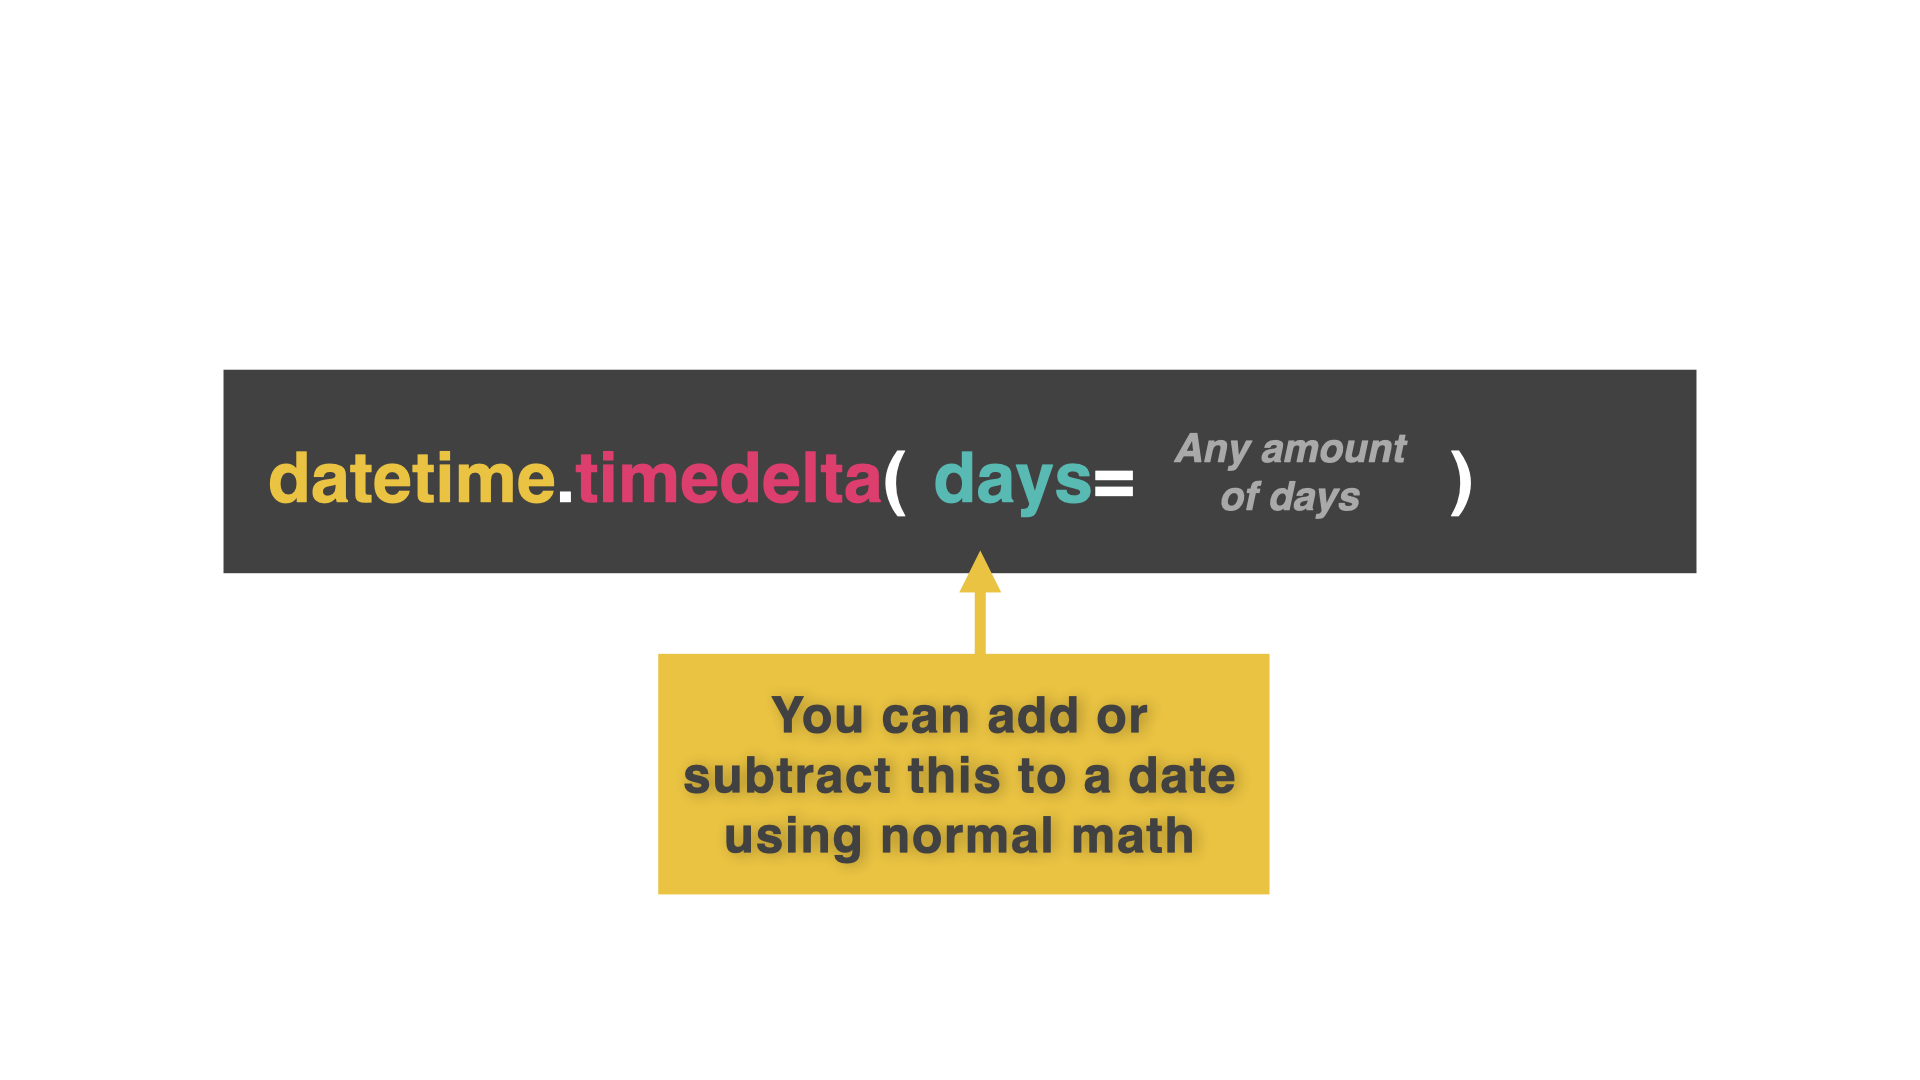 datetime.timedelta( days= Any amount of days )
You can add or
subtract this to a date
using normal math